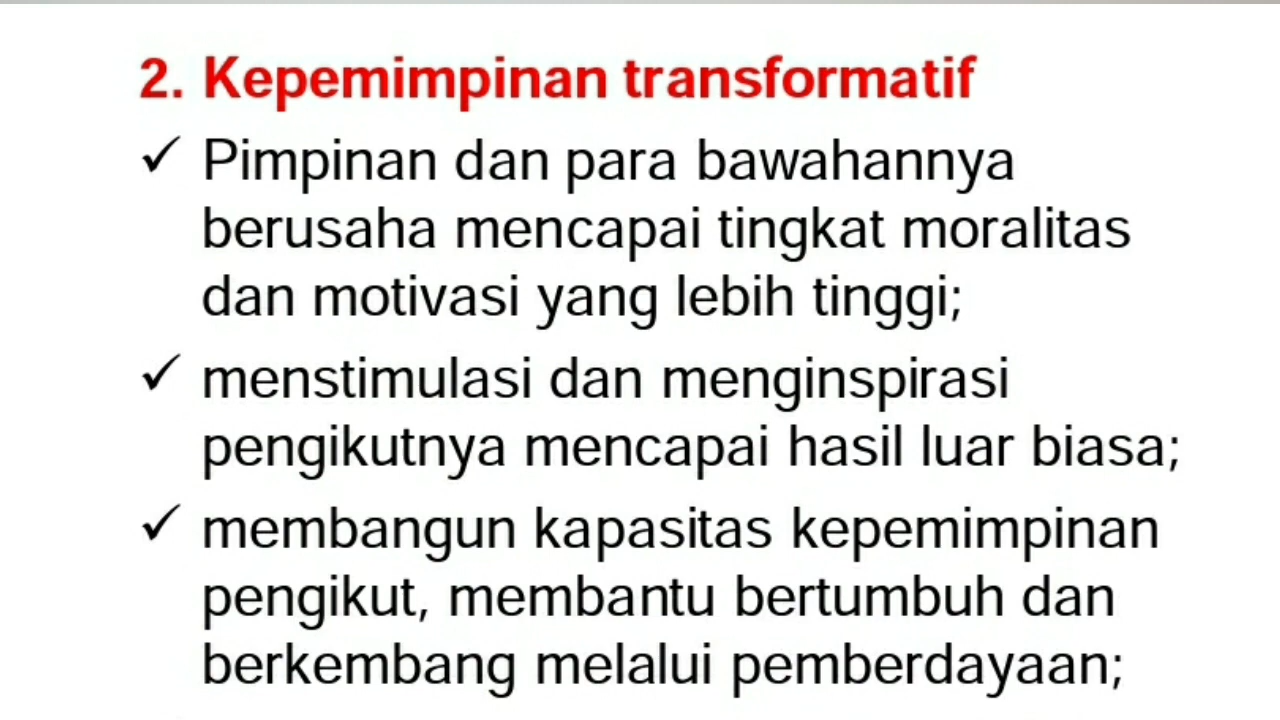 2. Kepemimpinan transformatif
✓ Pimpinan dan para bawahannya
berusaha mencapai tingkat moralitas
dan motivasi yang lebih tinggi;
✓ menstimulasi dan menginspirasi
pengikutnya mencapai hasil luar biasa;
✓ membangun kapasitas kepemimpinan
pengikut, membantu bertumbuh dan
berkembang melalui pemberdayaan;